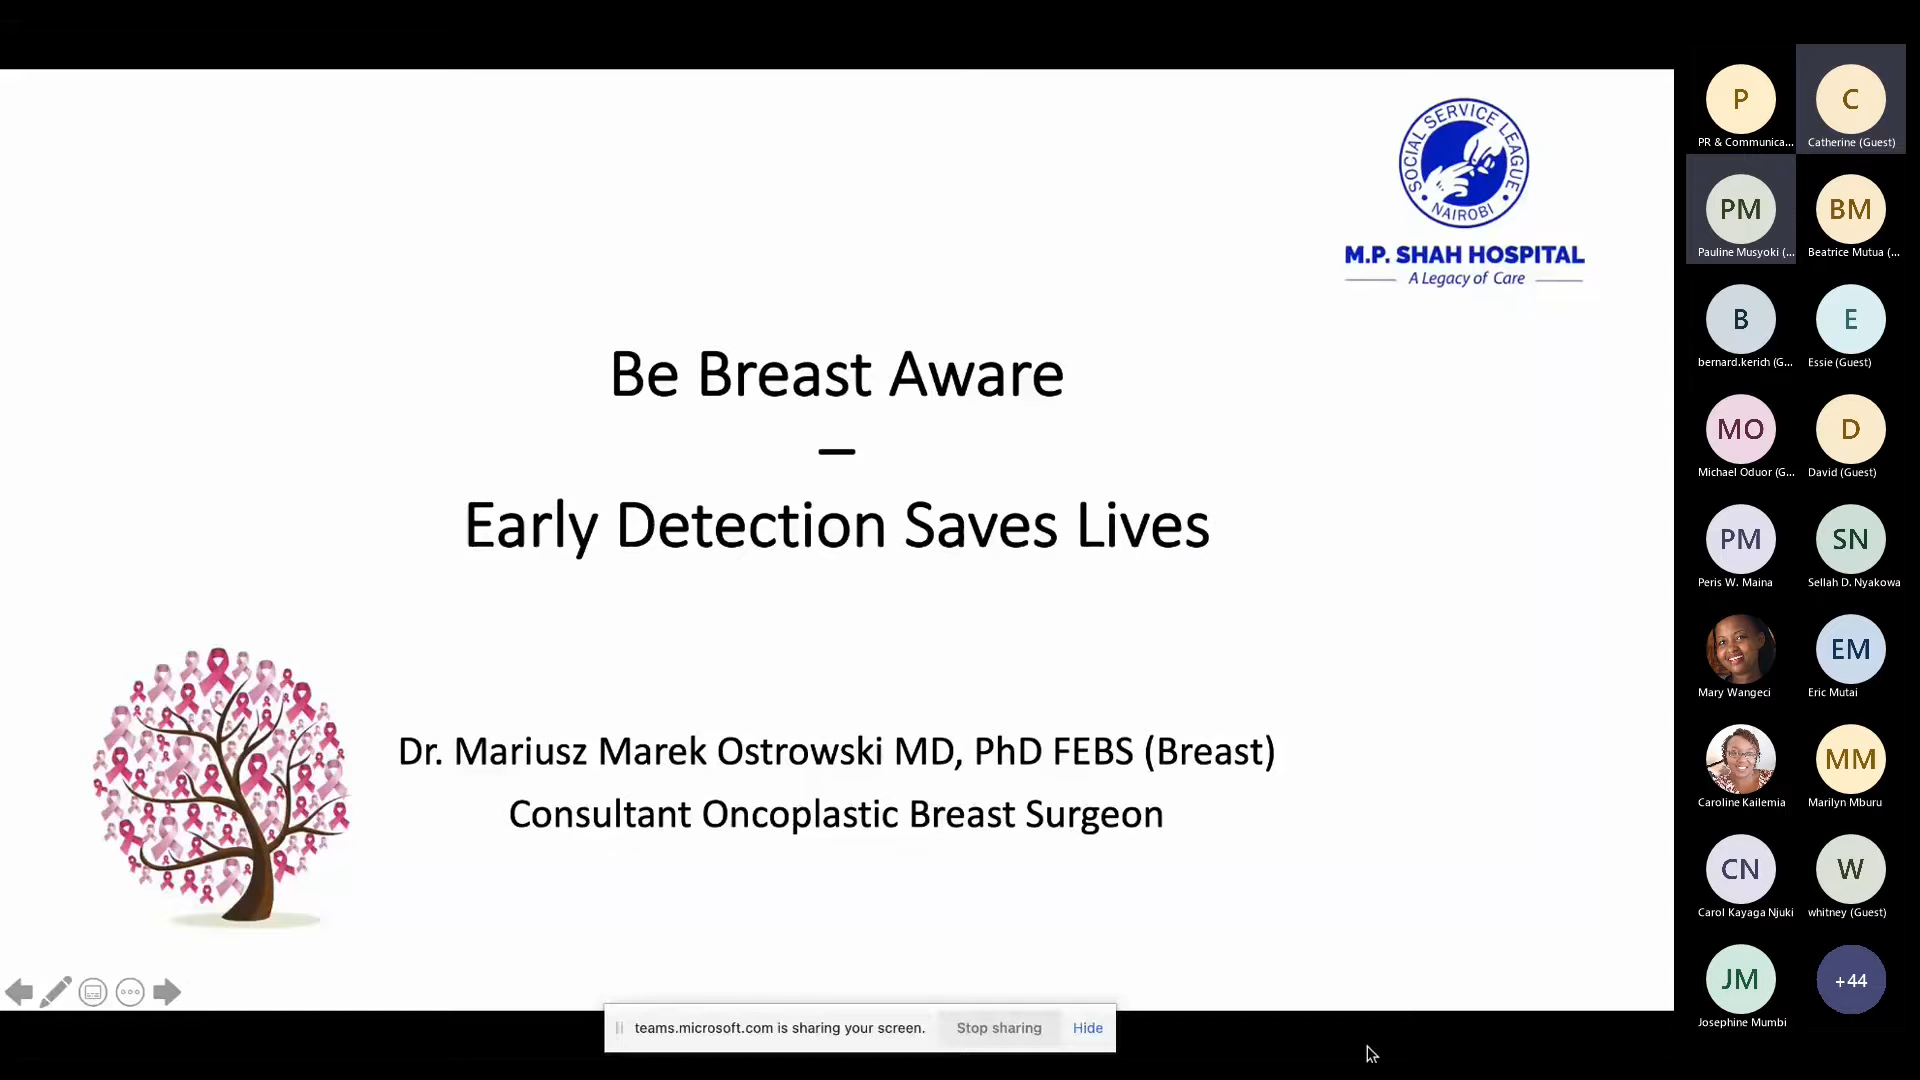 SOCIAL SERVICE LEAGUE
• NAIROBI •
M.P. SHAH HOSPITAL
A Legacy of Care
Be Breast Aware
–
Early Detection Saves Lives
Dr. Mariusz Marek Ostrowski MD, PhD FEBS (Breast)
Consultant Oncoplastic Breast Surgeon
teams.microsoft.com is sharing your screen.
Stop sharing
Hide
P
PR & Communica...
C
Catherine (Guest)
PM
Pauline Musyoki (...
BM
Beatrice Mutua (...
B
bernard.kerich (G...
E
Essie (Guest)
MO
Michael Oduor (G...
D
David (Guest)
PM
Peris W. Maina
SN
Sellah D. Nyakowa
Mary Wangeci
EM
Eric Mutai
Caroline Kailemia
MM
Marilyn Mburu
CN
Carol Kayaga Njuki
W
whitney (Guest)
JM
Josephine Mumbi
+44